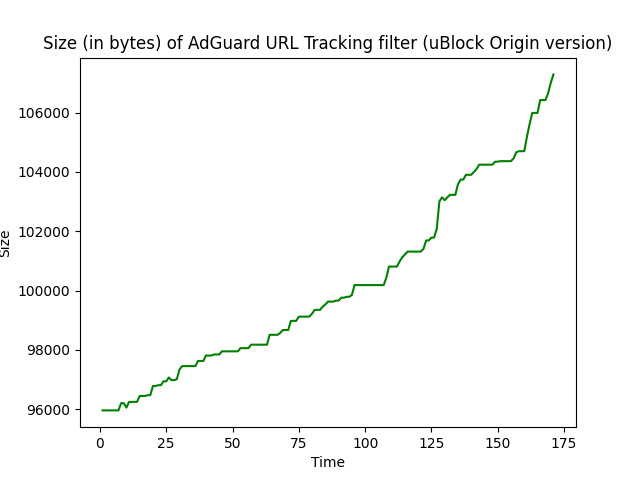 Size (in bytes) of AdGuard URL Tracking filter (uBlock Origin version)
106000
104000
102000
100000
98000
96000
Size
0 25 50 75 100 125 150 175
Time